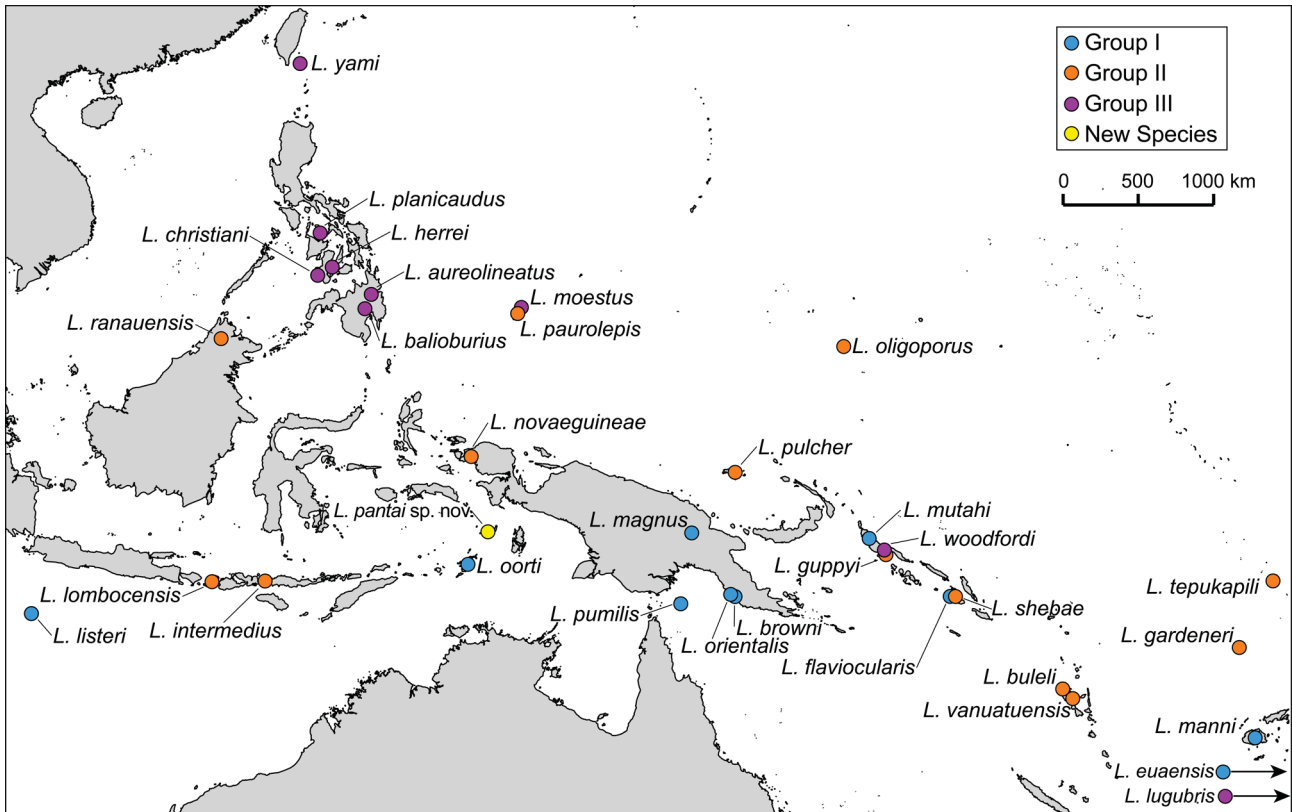 Group I
Group II
Group III
New Species
0 500 1000 km
L. yami
L. planicaudus
L. christiani
L. herrei
L. aureolineatus
L. moestus
L. ranauensis
L. paurolepis
L. balioburius
L. oligoporus
L. novaeguineae
L. pulcher
L. pantai sp. nov.
L. magnus
L. mutahi
L. woodfordi
L. guppyi
L. oorti
L. lombocensis
L. tepukapili
L. pumilis
L. shebae
L. listeri
L. intermedius
L. browni
L. orientalis
L. gardeneri
L. flaviocularis
L. buleli
L. vanuatuensis
L. manni
L. euaensis
L. lugubris